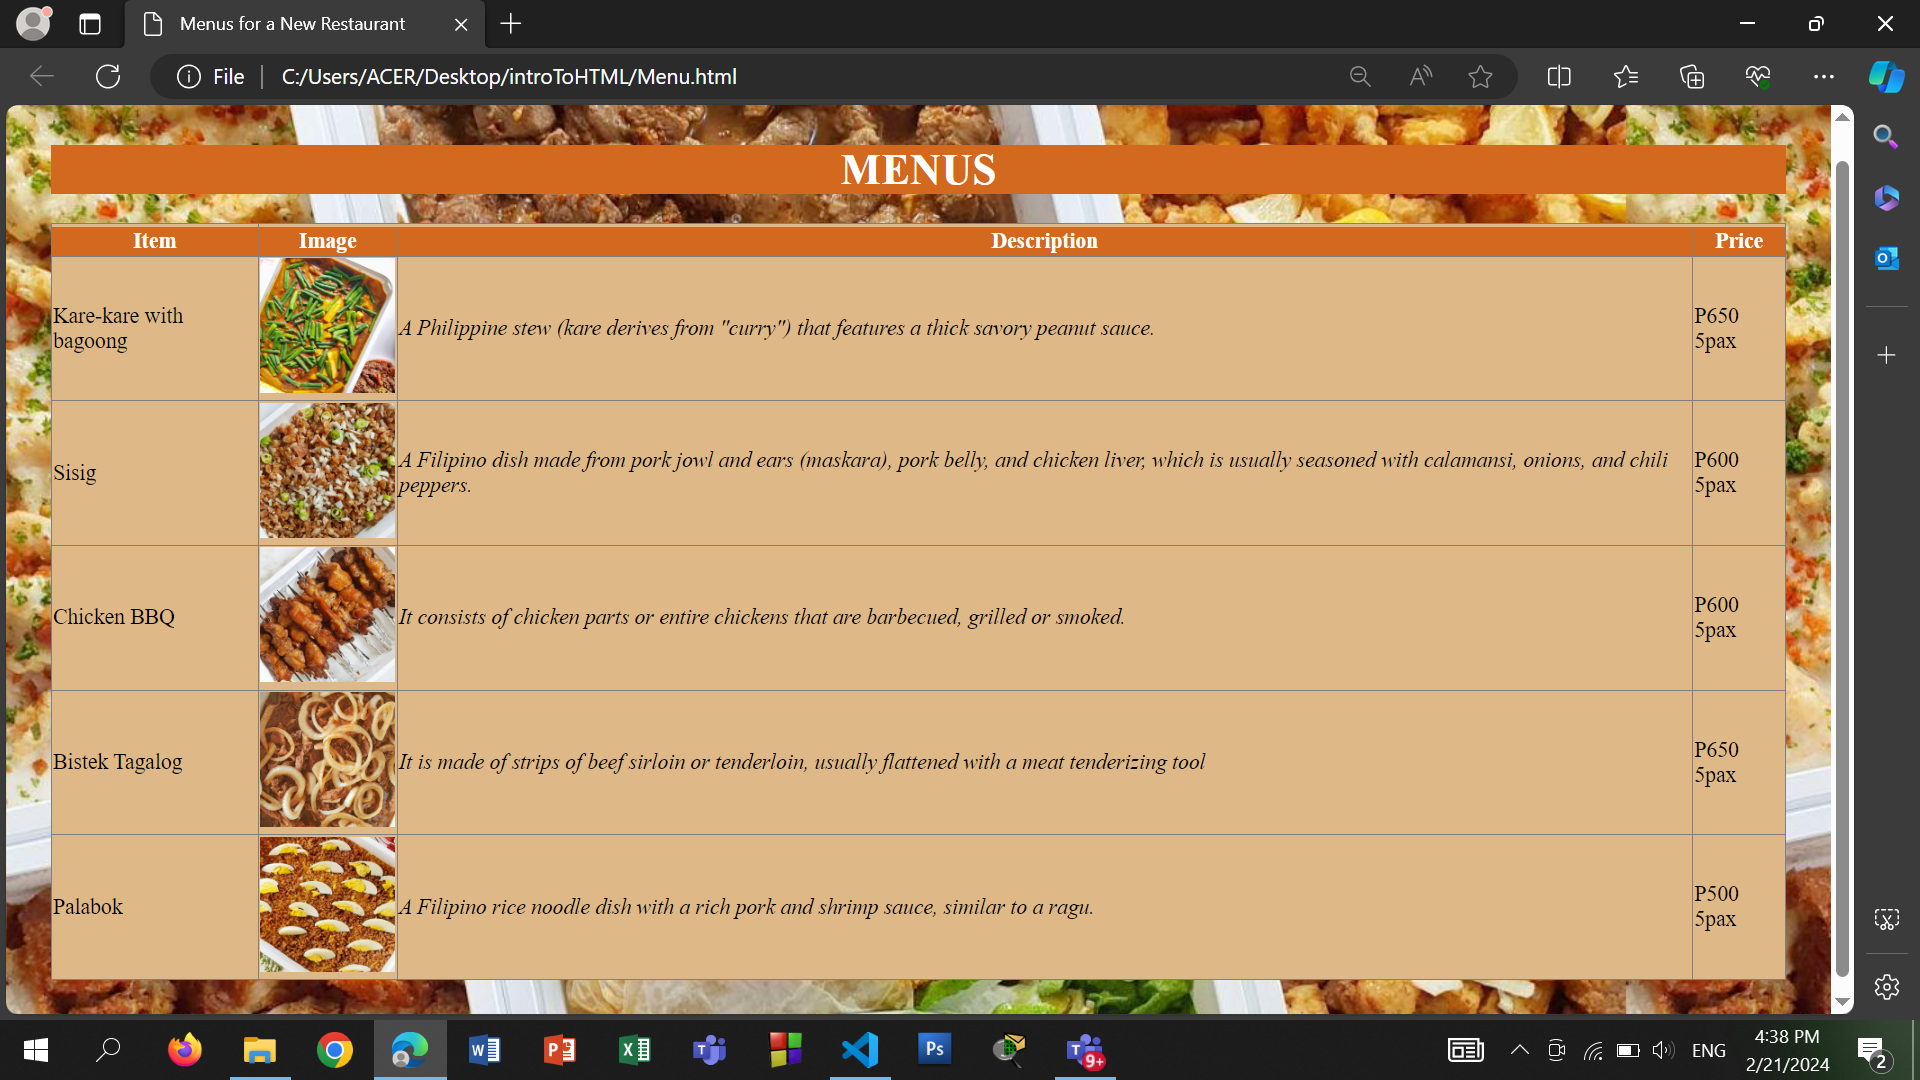 Menus for a New Restaurant
File
C:/Users/ACER/Desktop/introToHTML/Menu.html
MENUS
Item Image Description Price
Kare-kare with
bagoong
A Philippine stew (kare derives from "curry") that features a thick savory peanut sauce.
P650
5pax
Sisig
A Filipino dish made from pork jowl and ears (maskara), pork belly, and chicken liver, which is usually seasoned with calamansi, onions, and chili
peppers.
P600
5pax
Chicken BBQ
It consists of chicken parts or entire chickens that are barbecued, grilled or smoked.
P600
5pax
Bistek Tagalog
It is made of strips of beef sirloin or tenderloin, usually flattened with a meat tenderizing tool
P650
5pax
Palabok
A Filipino rice noodle dish with a rich pork and shrimp sauce, similar to a ragu.
P500
5pax
Ps
9+
ENG
4:38 PM
2/21/2024
2